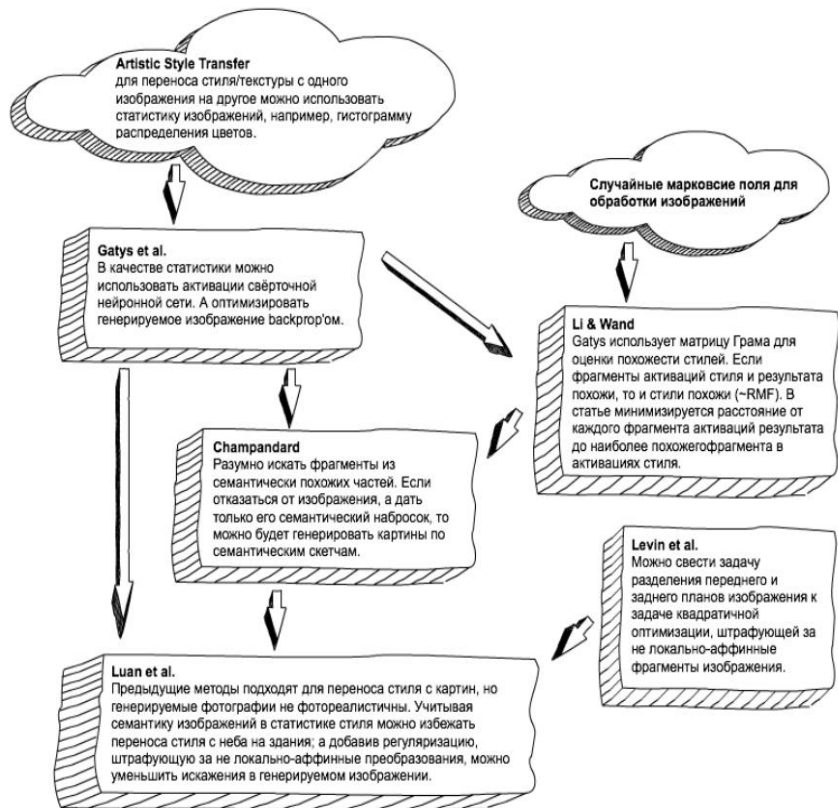 Artistic Style Transfer
для переноса стиля/текстуры с одного
изображения на другое можно использовать
статистику изображений, например, гистограмму
распределения цветов.
Случайные марковсие поля для
обработки изображений
Gatys et al.
В качестве статистики можно
использовать активации свёрточной
нейронной сети. А оптимизировать
генерируемое изображение backprop'ом.
Li & Wand
Gatys использует матрицу Грама для
оценки похожести стилей. Если
фрагменты активаций стиля и результата
похожи, то и стили похожи (~RMF). В
статье минимизируется расстояние от
каждого фрагмента активаций результата
до наиболее похожегофрагмента в
активациях стиля.
Champandard
Разумно искать фрагменты из
семантически похожих частей. Если
отказаться от изображения, а дать
только его семантический набросок, то
можно будет генерировать картины по
семантическим скетчам.
Levin et al.
Можно свести задачу
разделения переднего и
заднего планов изображения к
задаче квадратичной
оптимизации, штрафующей за
не локально-аффинные
фрагменты изображения.
Luan et al.
Предыдущие методы подходят для переноса стиля с картин, но
генерируемые фотографии не фотореалистичны. Учитывая
семантику изображений в статистике стиля можно избежать
переноса стиля с неба на здания; а добавив регуляризацию,
штрафующую за не локально-аффинные преобразования, можно
уменьшить искажения в генерируемом изображении.